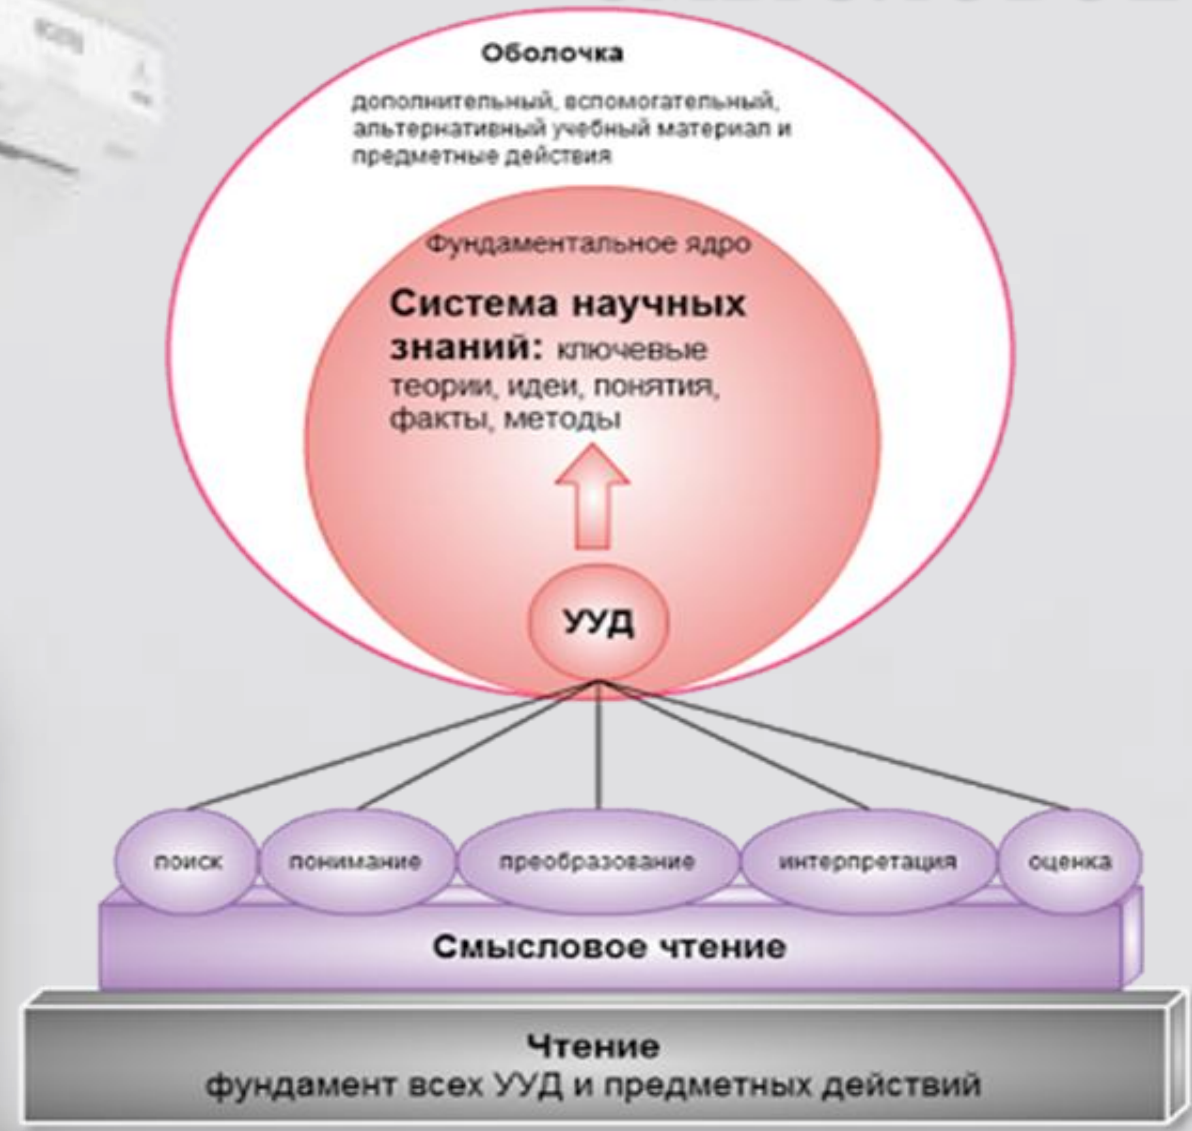 Оболочка
дополнительный, вспомогательный,
альтернативный учебный материал и
предметные действия
Фундаментальное ядро
Система научных
знаний: ключевые
теории, идеи, понятия,
факты, методы
УУД
поиск понимание преобразование интерпретация оценка
Смысловое чтение
Чтение
фундамент всех УУД и предметных действий